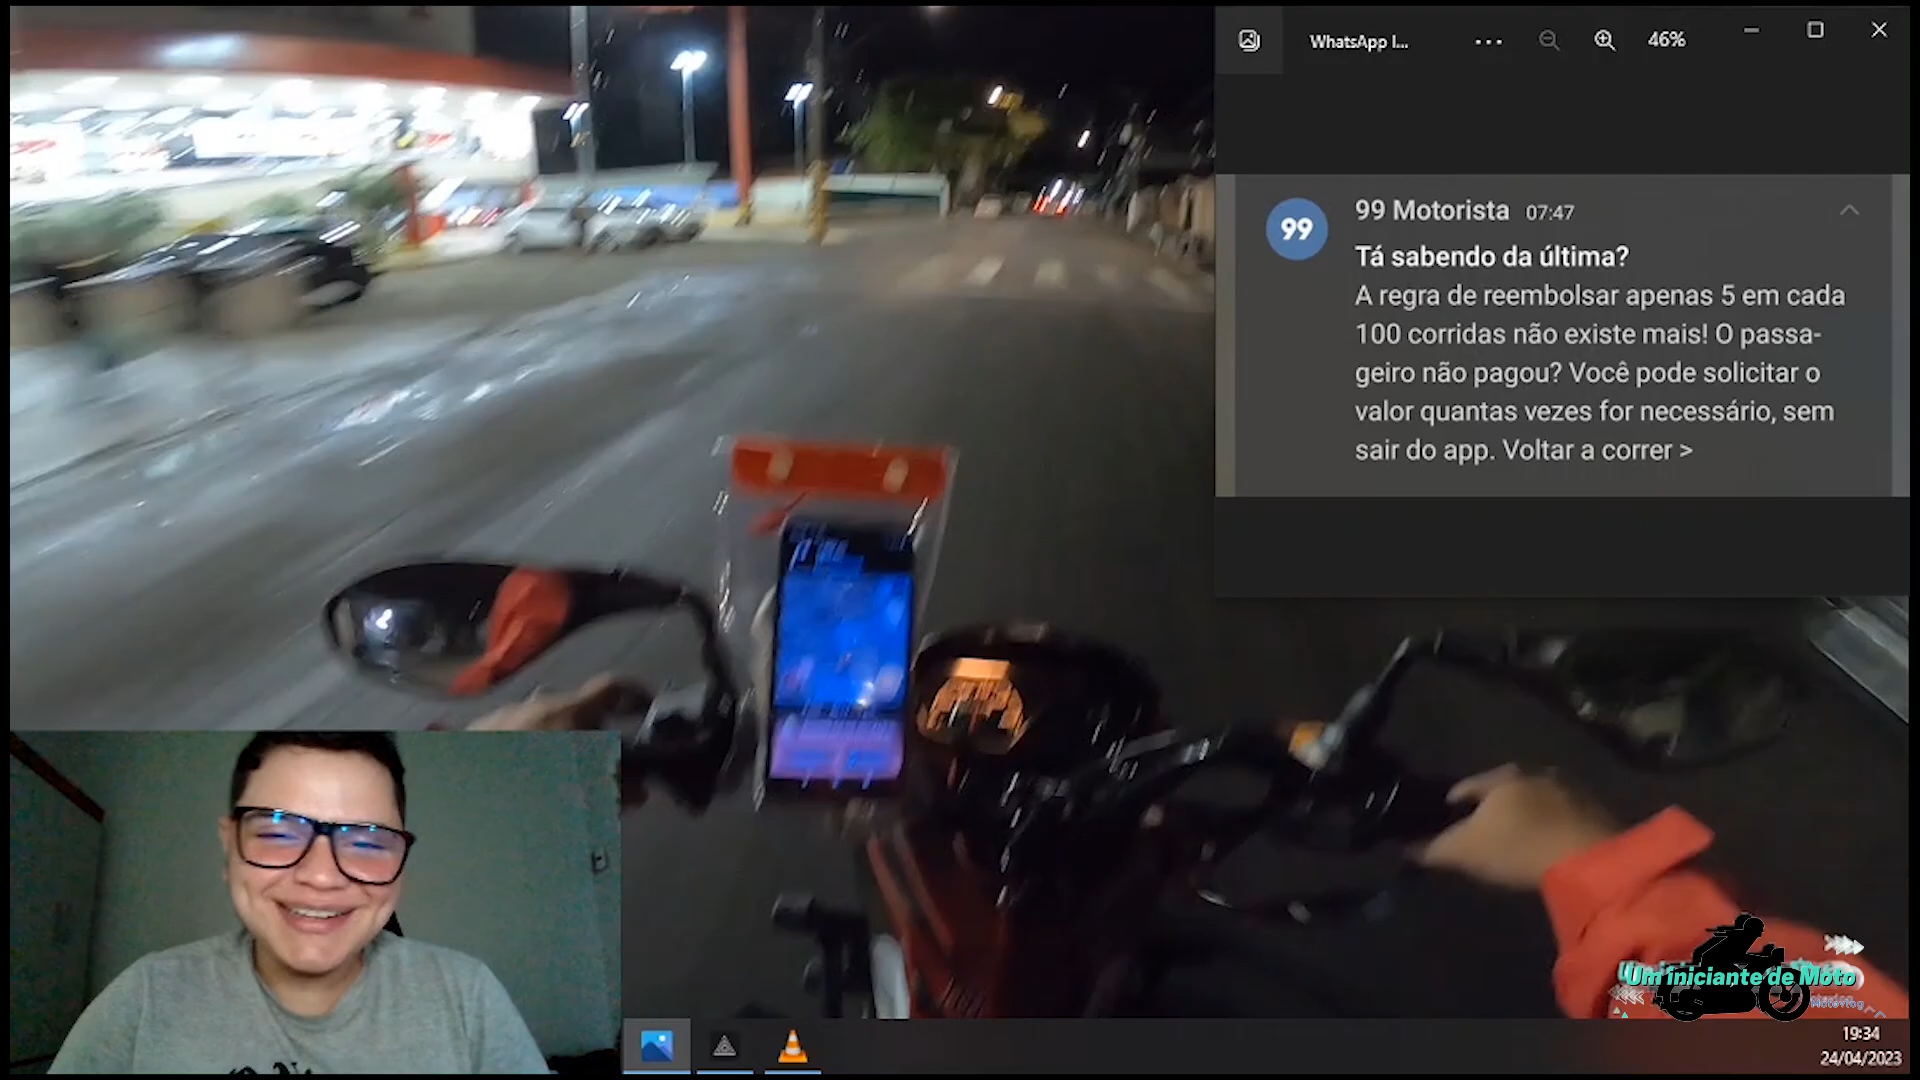 WhatsApp I...
46%
99
99 Motorista 07:47
Tá sabendo da última?
A regra de reembolsar apenas 5 em cada
100 corridas não existe mais! O passa-
geiro não pagou? Você pode solicitar o
valor quantas vezes for necessário, sem
sair do app. Voltar a correr >
Um iniciante de Moto
19:34
24/04/2023